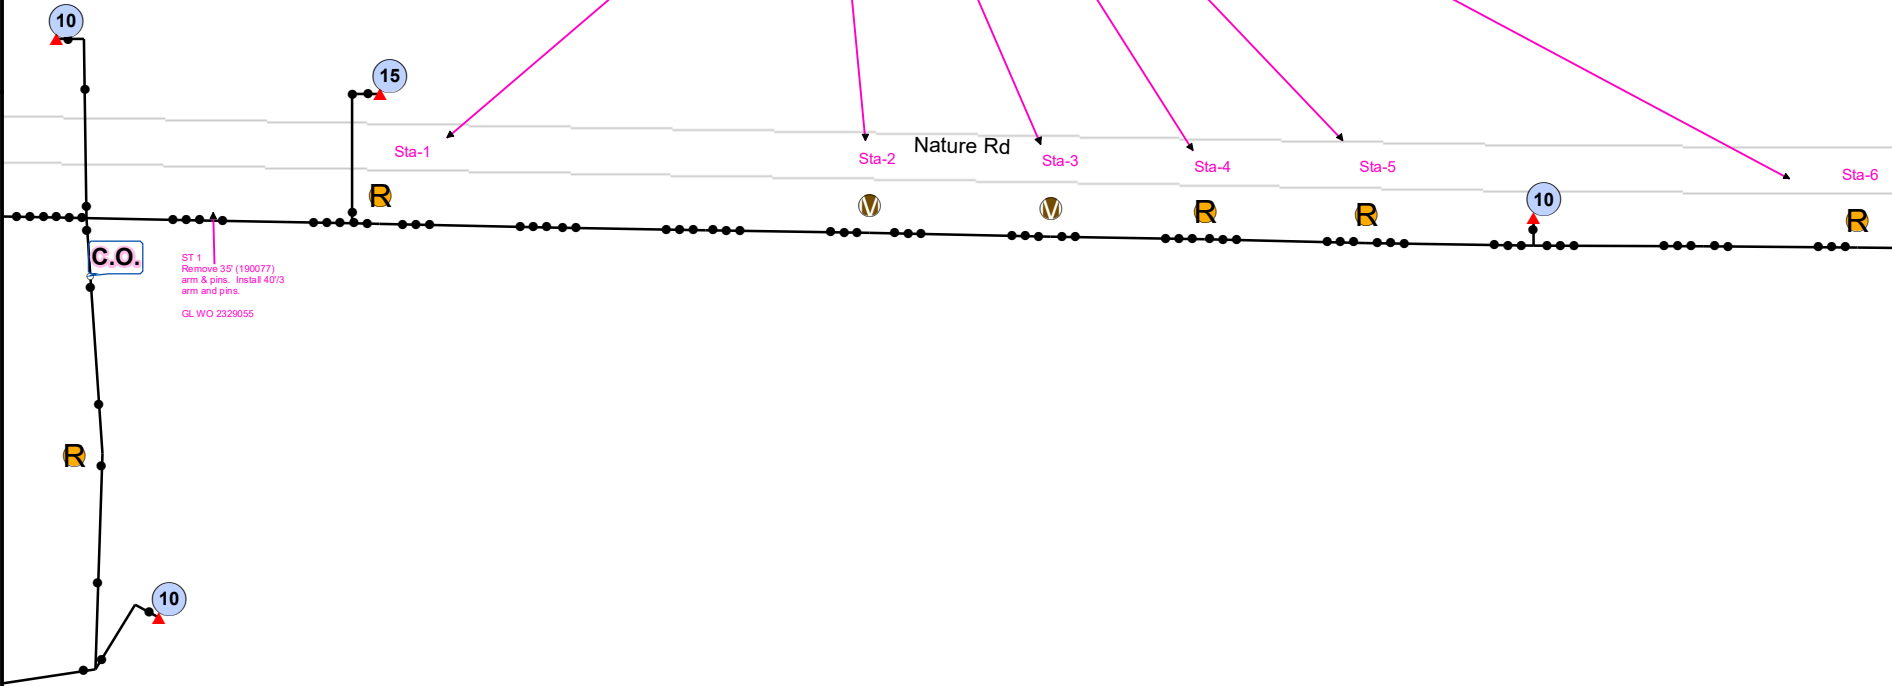 10
15
Nature Rd
Sta-1
Sta-2
Sta-3
Sta-4
Sta-5
Sta-6
R
V
V
R
R
10
R
C.O.
ST 1
Remove 35' (190077)
arm & pins. Install 40'/3
arm and pins.
GL WO 2329055
R
10